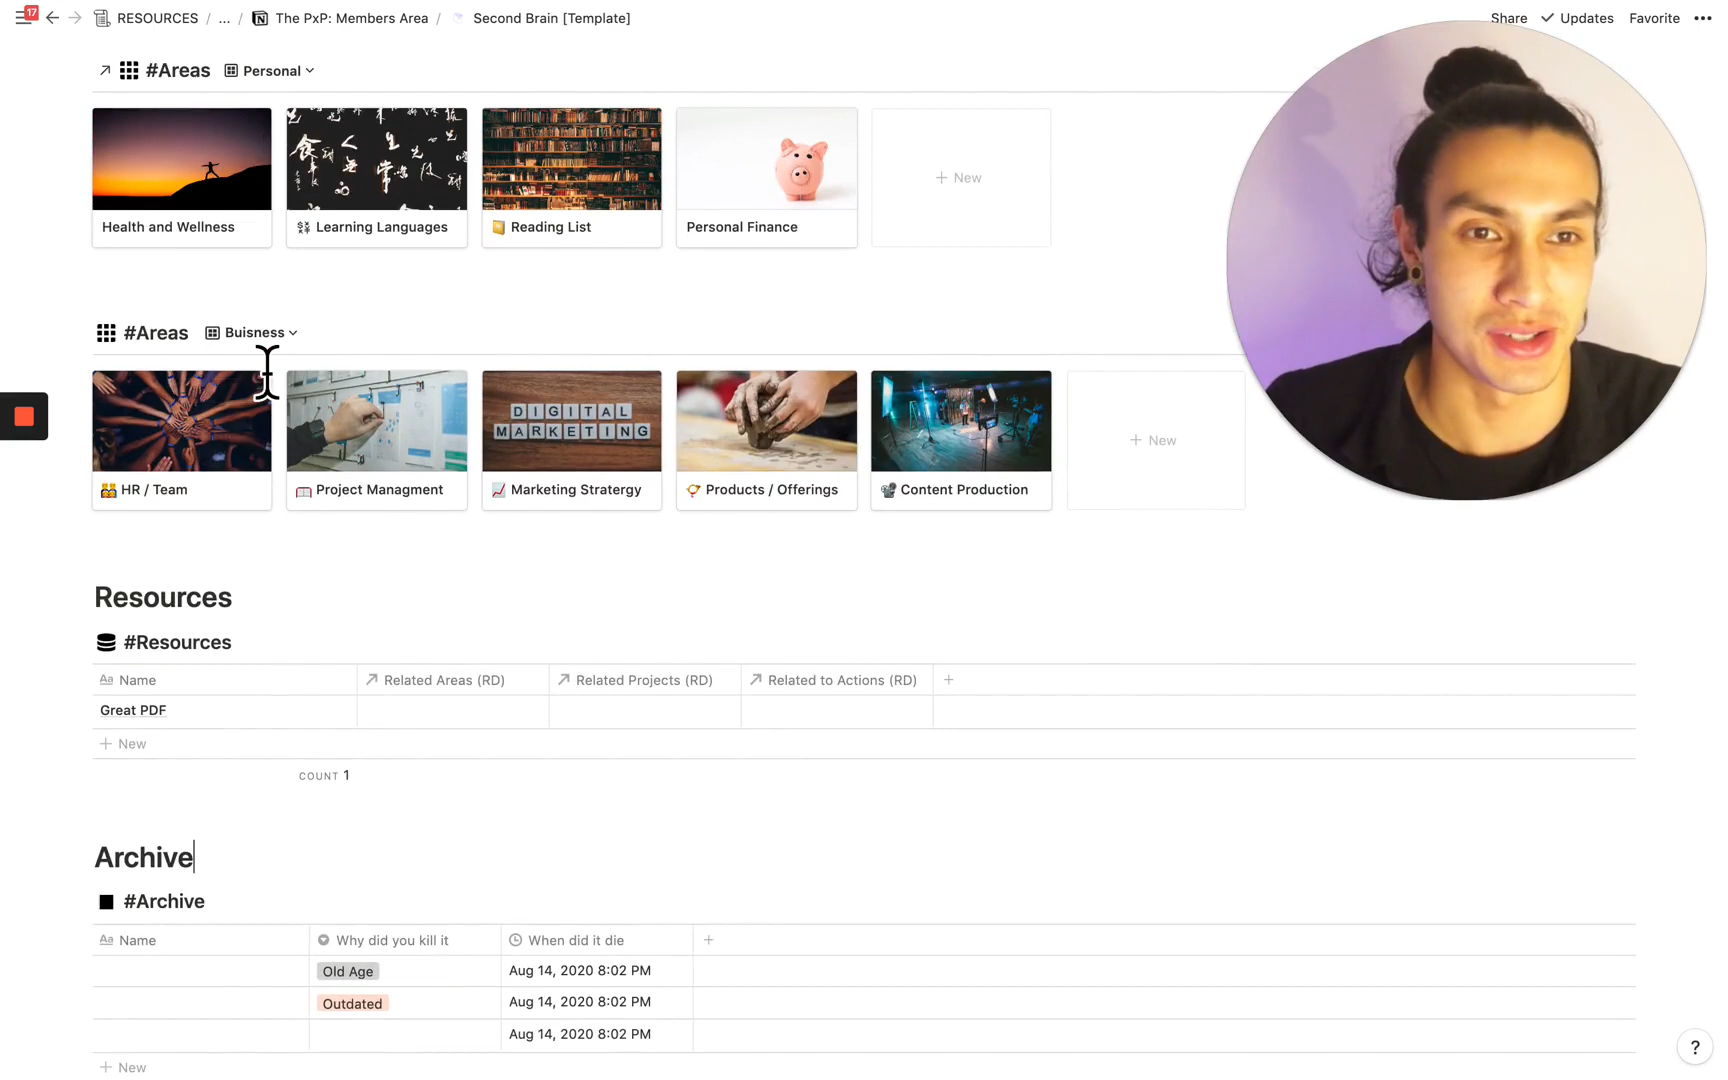 17
RESOURCES / ... / The PxP: Members Area / Second Brain [Template]
Share Updates Favorite
#Areas Personal
Health and Wellness
Learning Languages
Reading List
Personal Finance
+ New
#Areas Buisness
DIGITAL
MARKETING
HR / Team
Project Managment
Marketing Stratergy
Products / Offerings
Content Production
+ New
Resources
#Resources
Aa Name Related Areas (RD) Related Projects (RD) Related to Actions (RD) +
Great PDF
+ New
COUNT 1
Archive
#Archive
Aa Name Why did you kill it When did it die +
Old Age Aug 14, 2020 8:02 PM
Outdated Aug 14, 2020 8:02 PM
Aug 14, 2020 8:02 PM
+ New
?